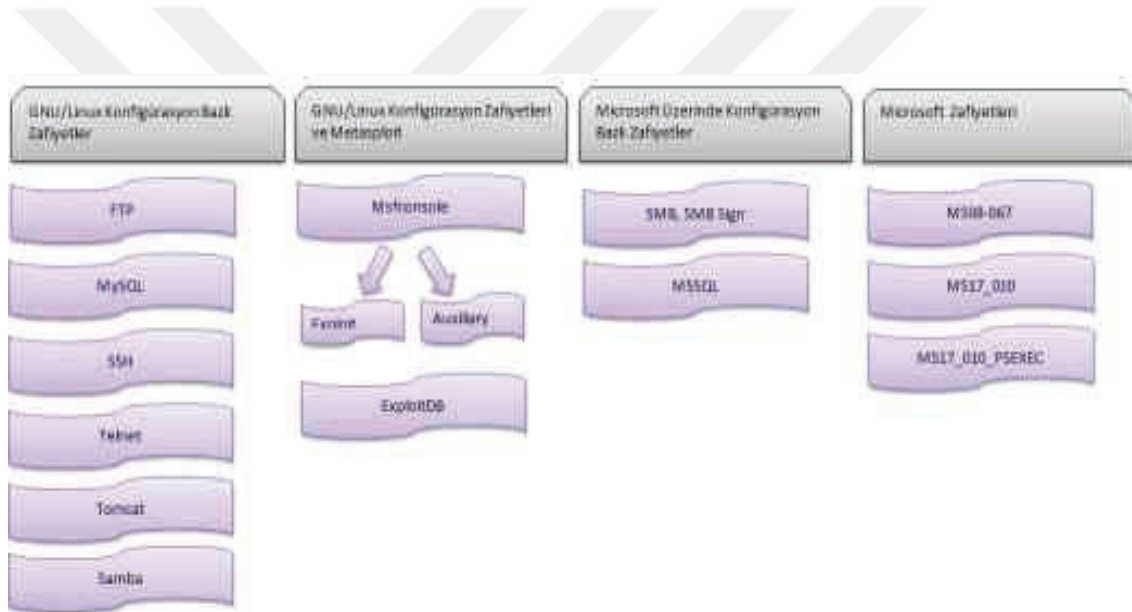 GNU/Linux Konfigürasyon Bazlı
Zafiyetler
FTP
MySQL
SSH
Telnet
Tomcat
Samba
GNU/Linux Konfigürasyon Zafiyetleri
ve Metasploit
Msfconsole
Exploit
Auxiliary
ExploitDB
Microsoft Üzerinde Konfigürasyon
Bazlı Zafiyetler
SMB, SMB Sign
MSSQL
Microsoft Zafiyetleri
MS08-067
MS17_010
MS17_010_PSEXEC